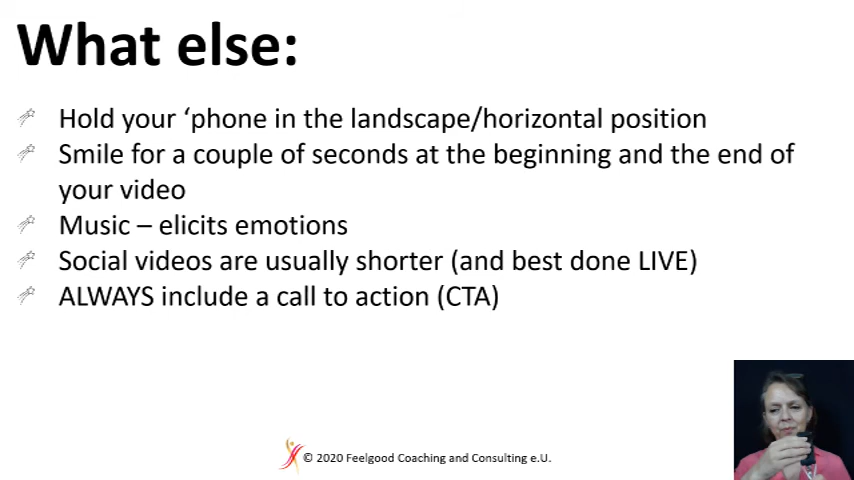 What else:
Hold your ‘phone in the landscape/horizontal position
Smile for a couple of seconds at the beginning and the end of
your video
Music – elicits emotions
Social videos are usually shorter (and best done LIVE)
ALWAYS include a call to action (CTA)
© 2020 Feelgood Coaching and Consulting e.U.